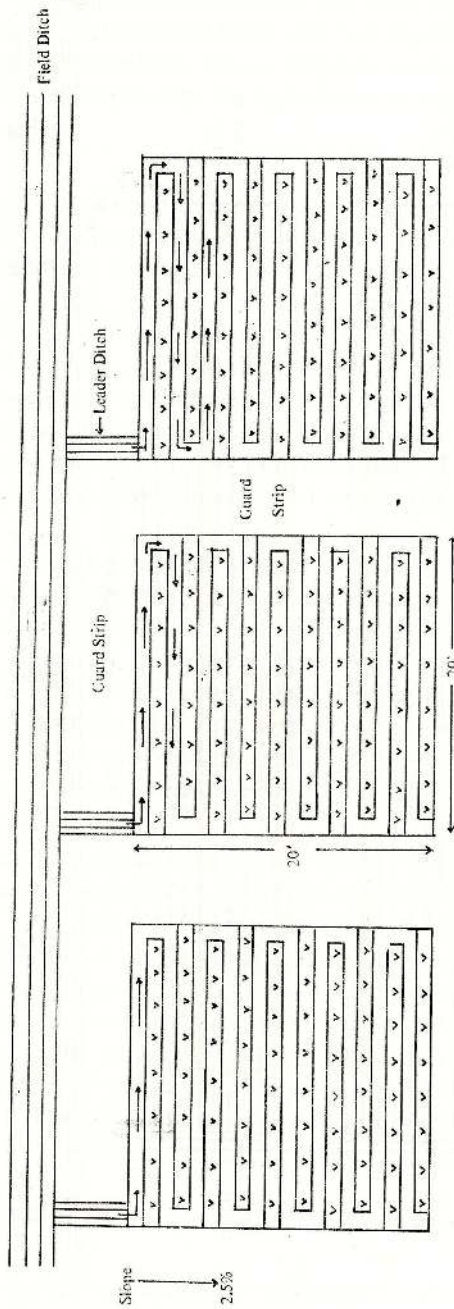 Field Ditch
Leader Ditch
Guard Strip
Guard
Strip
20'
20'
Slope
2.5%